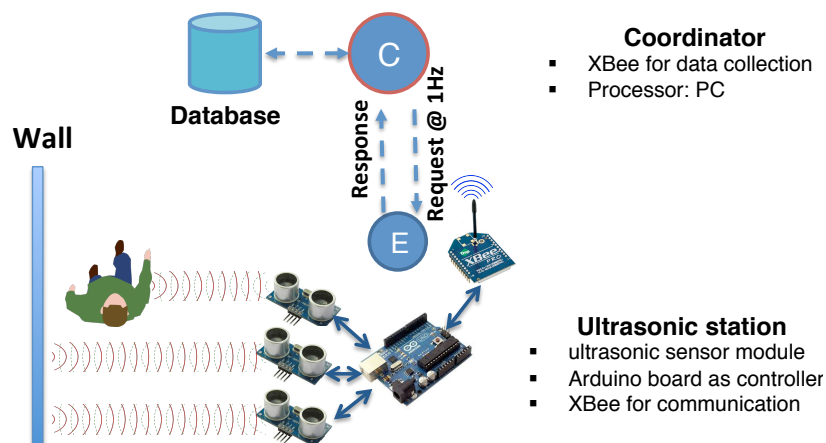 C
Database
Coordinator
▪ XBee for data collection
▪ Processor: PC
Response
Request @ 1Hz
Wall
E
XBee
PRO
Ultrasonic station
▪ ultrasonic sensor module
▪ Arduino board as controller
▪ XBee for communication